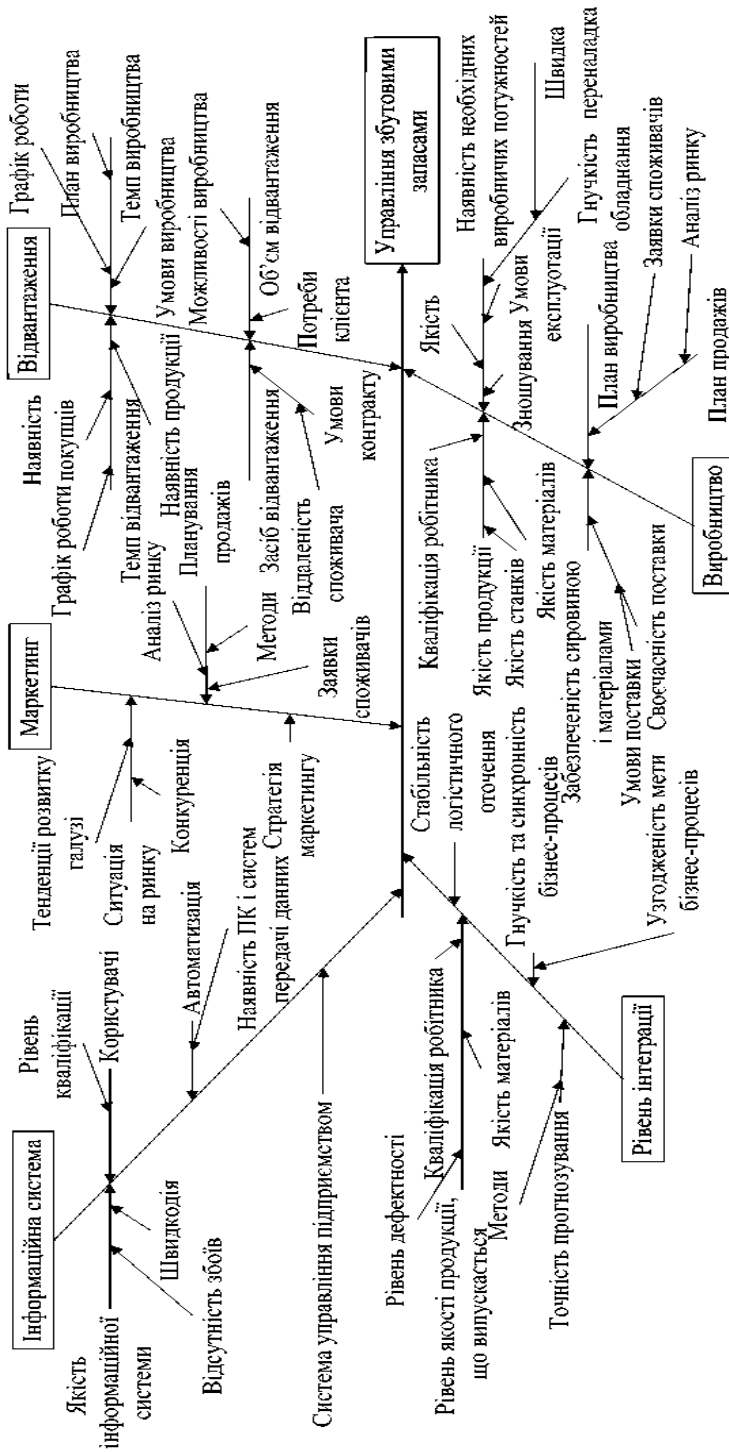 Інформаційна система
Маркетинг
Відвантаження
Якість
інформаційної
системи
Відсутність збоїв
Швидкодія
Рівень
кваліфікації
Користувачі
Автоматизація
Наявність ПК і систем
передачі данних
Система управління підприємством
Тенденції розвитку
галузі
Ситуація
на ринку
Конкуренція
Стратегія
маркетингу
Аналіз ринку
Планування
продажів
Методи
Заявки
споживачів
Наявність
покупців
Графік роботи
Темп відвантаження
Наявність продукції
Графік роботи
План виробництва
Темп виробництва
Умови виробництва
Можливості виробництва
Об’єм відвантаження
Потреби
клієнта
Засіб відвантаження
Віддаленість
споживача
Умови
контракту
Управління збутовими
запасами
Стабільність
логістичного
оточення
Гнучкість та синхронність
бізнес-процесів
Узгодженість мети
бізнес-процесів
Рівень дефектності
Кваліфікація робітника
Рівень якості продукції,
що випускається
Якість матеріалів
Методи
Точність прогнозування
Рівень інтеграції
Кваліфікація робітника
Якість продукції
Якість станків
Якість матеріалів
Забезпеченість сировиною
і матеріалами
Умови поставки
Своєчасність поставки
Якість
Зношування
Умови
експлуотації
Наявність необхідних
виробничих потужностей
Швидка
переналадка
Гнучкість
обладнання
План виробництва
Заявки споживачів
Аналіз ринку
План продажів
Виробництво